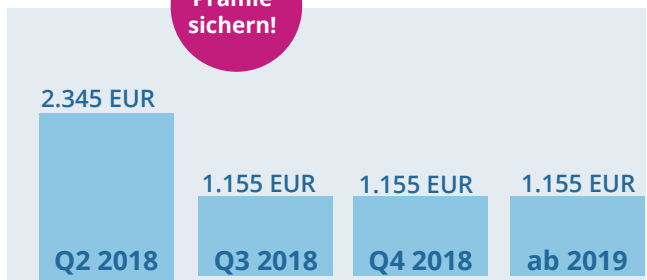 Prämie
sichern!
2.345 EUR
1.155 EUR
1.155 EUR
1.155 EUR
Q2 2018
Q3 2018
Q4 2018
ab 2019